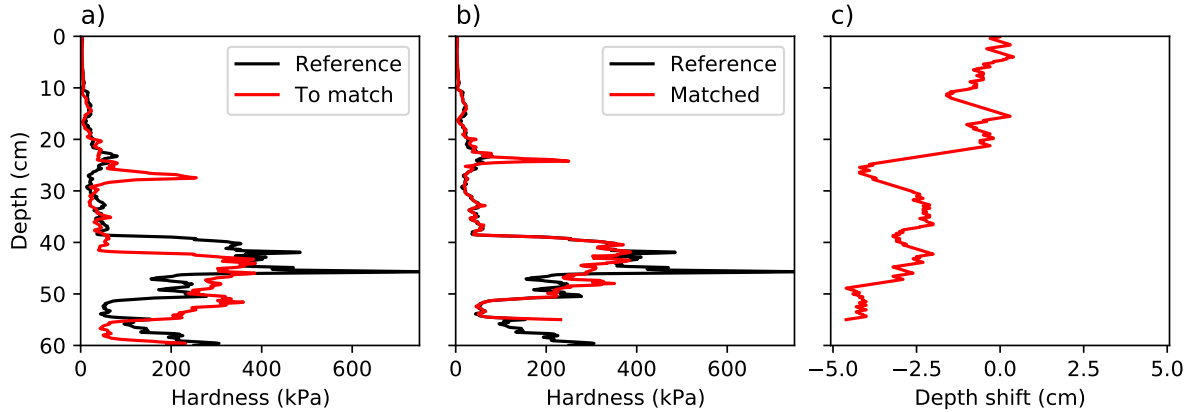 a)
b)
c)
0
10
20
30
40
50
60
Depth (cm)
Reference
To match
0
200
400
600
Hardness (kPa)
Reference
Matched
0
200
400
600
Hardness (kPa)
−5.0
−2.5
0.0
2.5
5.0
Depth shift (cm)